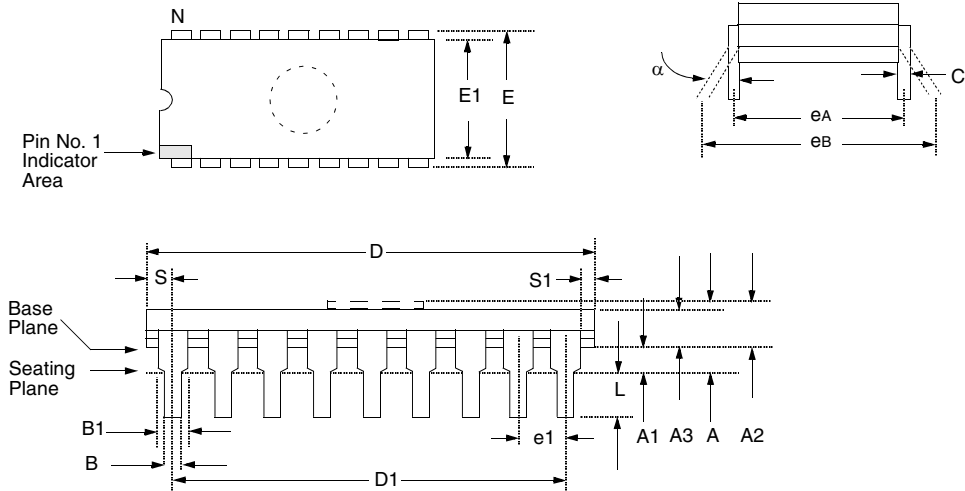 N
E1
E
Pin No. 1
Indicator
Area
α
C
eA
eB
D
S
S1
Base
Plane
Seating
Plane
L
B1
e1
A1
A3
A
A2
B
D1